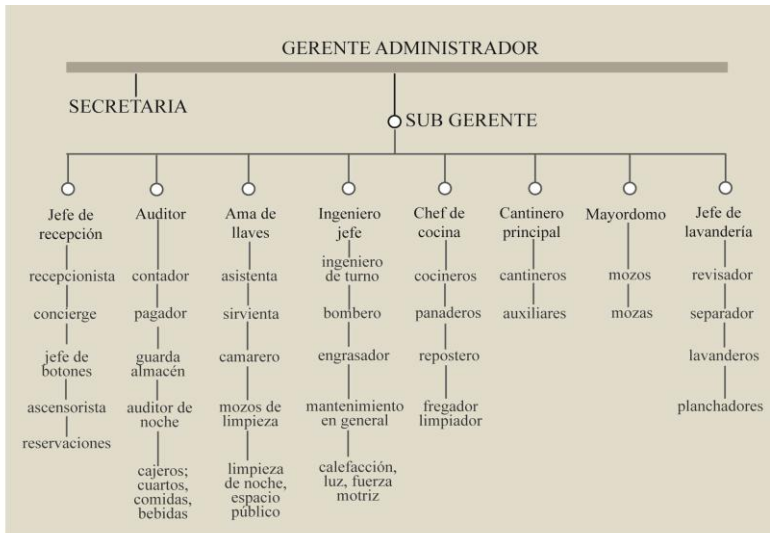 GERENTE ADMINISTRADOR
SECRETARIA
SUB GERENTE
Jefe de
recepción
recepcionista
concierge
jefe de
botones
ascensorista
reservaciones
Auditor
contador
pagador
guarda
almacén
auditor de
noche
cajeros;
cuartos,
comidas,
bebidas
Ama de
llaves
asistenta
sirvienta
camarero
mozos de
limpieza
limpieza
de noche,
espacio
público
Ingeniero
jefe
ingeniero
de turno
bombero
engrasador
mantenimiento
en general
calefacción,
luz, fuerza
motriz
Chef de
cocina
cocineros
panaderos
repostero
fregador
limpiador
Cantinero
principal
cantineros
auxiliares
Mayordomo
mozos
mozas
Jefe de
lavandería
revisador
separador
lavanderos
planchadores